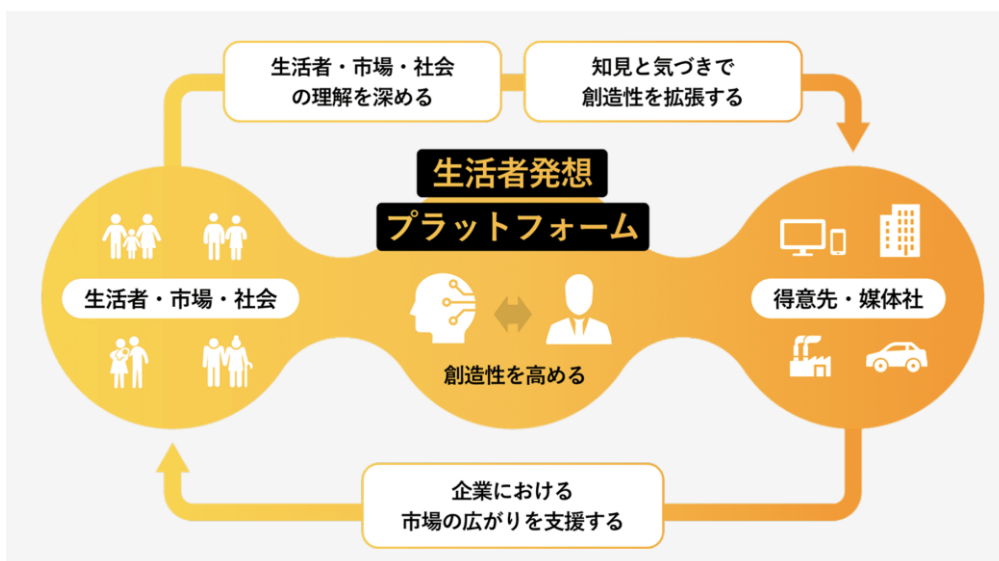 生活者・市場・社会
の理解を深める
知見と気づきで
創造性を拡張する
生活者発想
プラットフォーム
生活者・市場・社会
創造性を高める
得意先・媒体社
企業における
市場の広がりを支援する